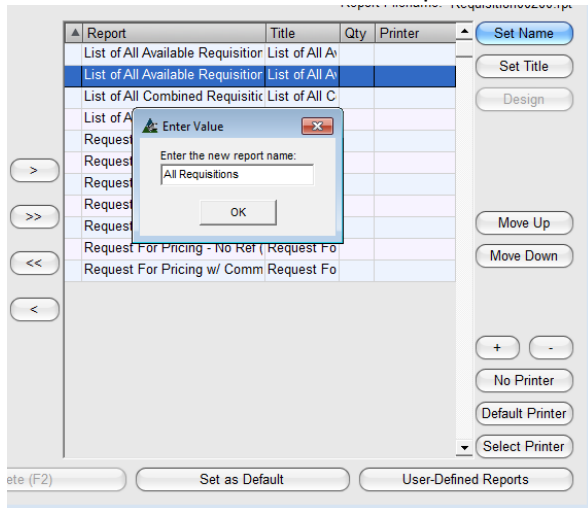 Report Filename: Requisition00200.rpt
Report Title Qty Printer
List of All Available Requisition List of All Av
List of All Available Requisition List of All Av
List of All Combined Requisitic List of All C
List of A
Request
Request
Request
Request
Request
Request For Pricing - No Ref ( Request Fo
Request For Pricing w/ Comm Request Fo
Enter Value
Enter the new report name:
All Requisitions
OK
>
>>
<<
<
Set Name
Set Title
Design
Move Up
Move Down
+ -
No Printer
Default Printer
Select Printer
ete (F2) Set as Default User-Defined Reports